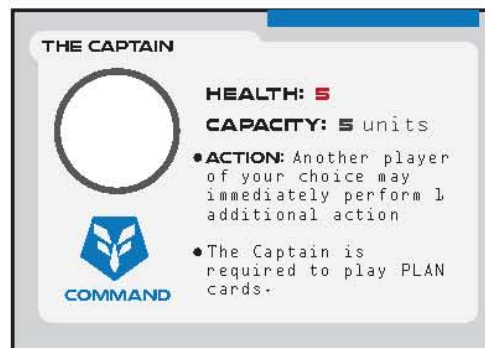 THE CAPTAIN
HEALTH: 5
CAPACITY: 5 units
•ACTION: Another player
of your choice may
immediately perform 1
additional action
•The Captain is
required to play PLAN
cards.
COMMAND